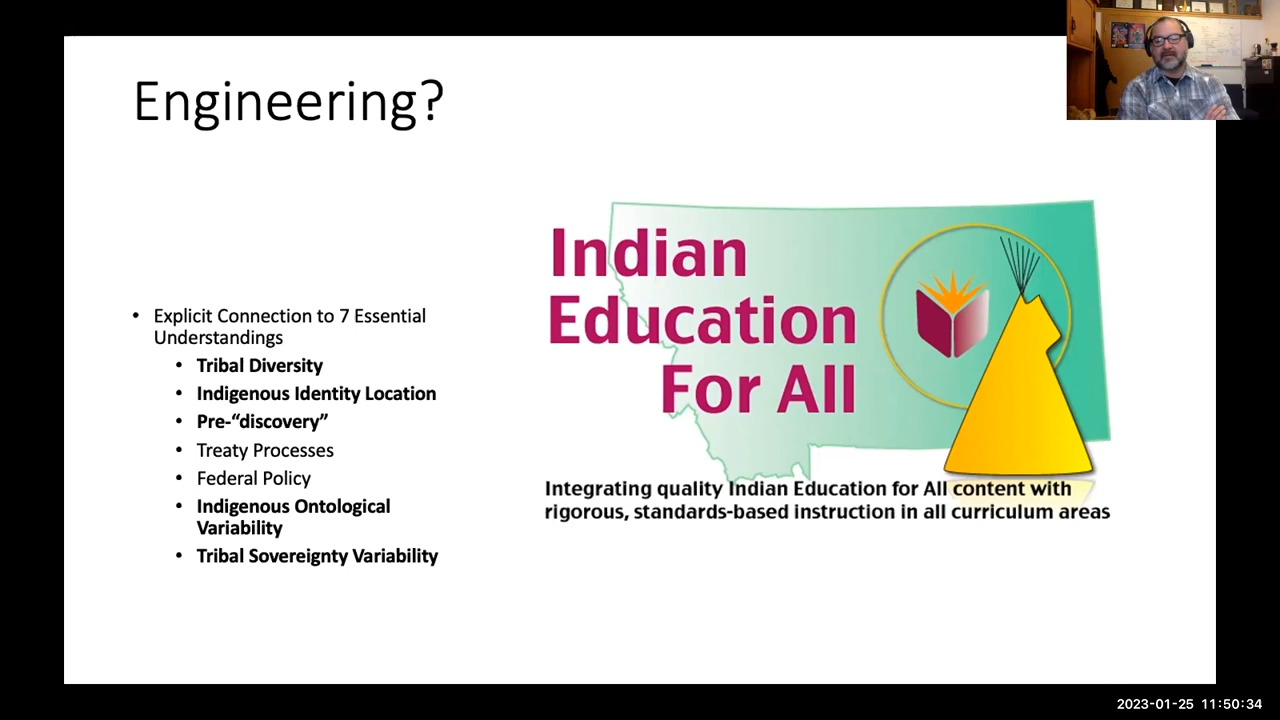 Engineering?
• Explicit Connection to 7 Essential
Understandings
• Tribal Diversity
• Indigenous Identity Location
• Pre-“discovery”
• Treaty Processes
• Federal Policy
• Indigenous Ontological
Variability
• Tribal Sovereignty Variability
Indian
Education
For All
Integrating quality Indian Education for All content with
rigorous, standards-based instruction in all curriculum areas
2023-01-25 11:50:34